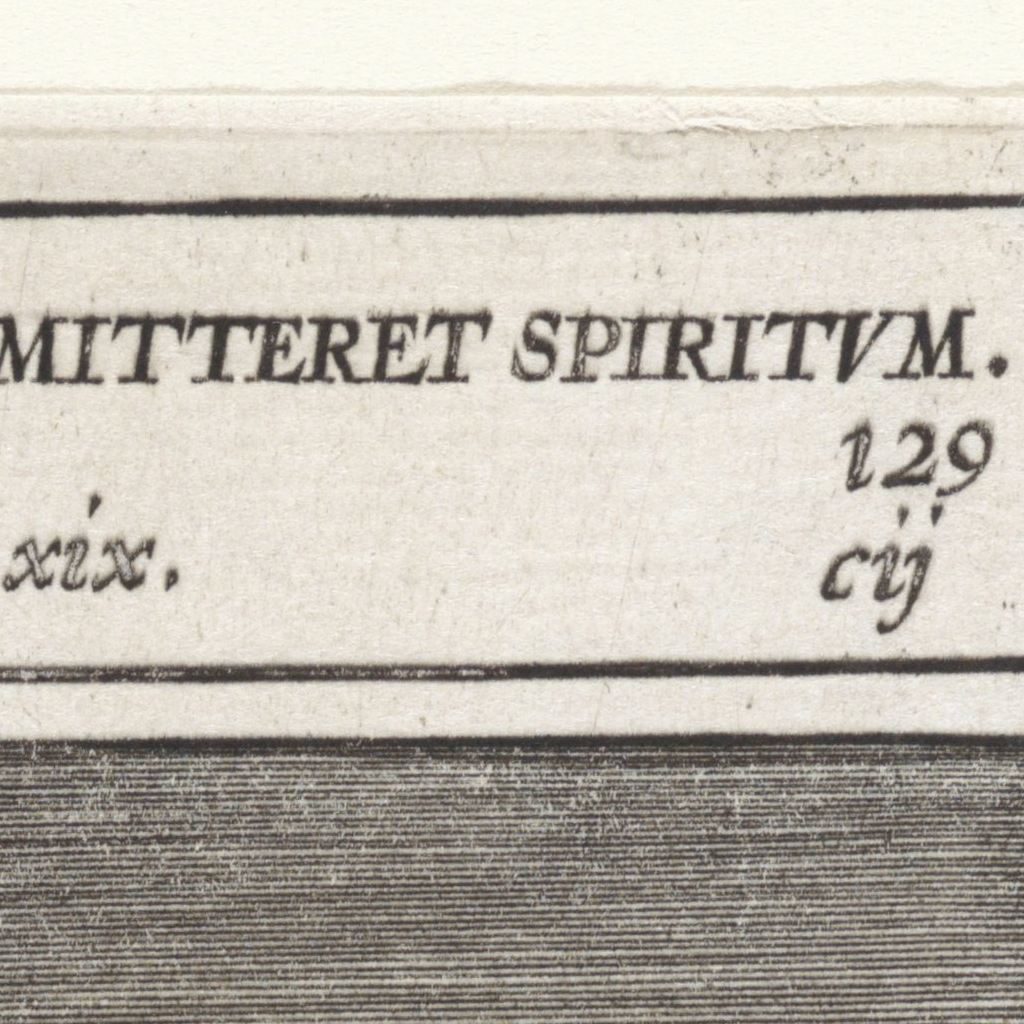 MITTERET SPIRITVM.
129
xix. cij